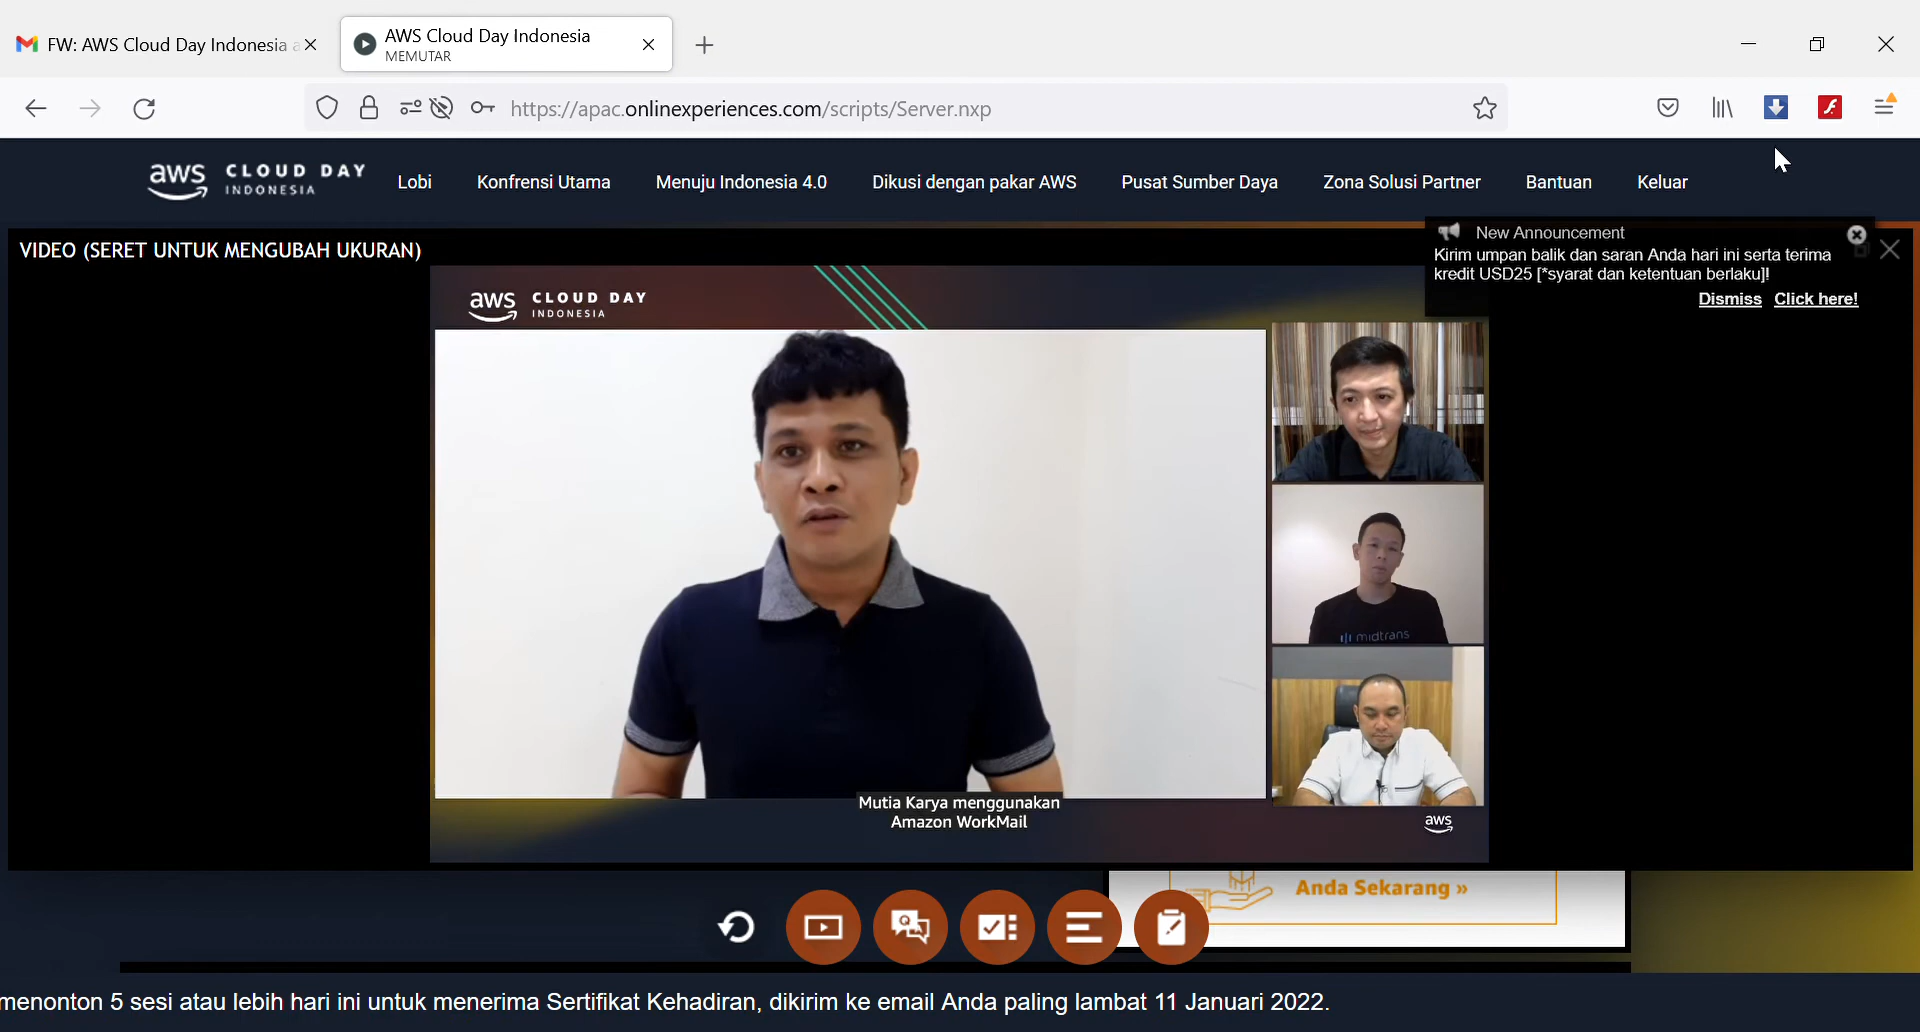 FW: AWS Cloud Day Indonesia a
AWS Cloud Day Indonesia
MEMUTAR
https://apac.onlinexperiences.com/scripts/Server.nxp
aws CLOUD DAY
INDONESIA
Lobi
Konfrensi Utama
Menuju Indonesia 4.0
Dikusi dengan pakar AWS
Pusat Sumber Daya
Zona Solusi Partner
Bantuan
Keluar
VIDEO (SERET UNTUK MENGUBAH UKURAN)
New Announcement
Kirim umpan balik dan saran Anda hari ini serta terima
kredit USD25 [*syarat dan ketentuan berlaku]!
Dismiss Click here!
aws CLOUD DAY
INDONESIA
midtrans
Mutia Karya menggunakan
Amazon WorkMail
aws
Anda Sekarang »
menonton 5 sesi atau lebih hari ini untuk menerima Sertifikat Kehadiran, dikirim ke email Anda paling lambat 11 Januari 2022.